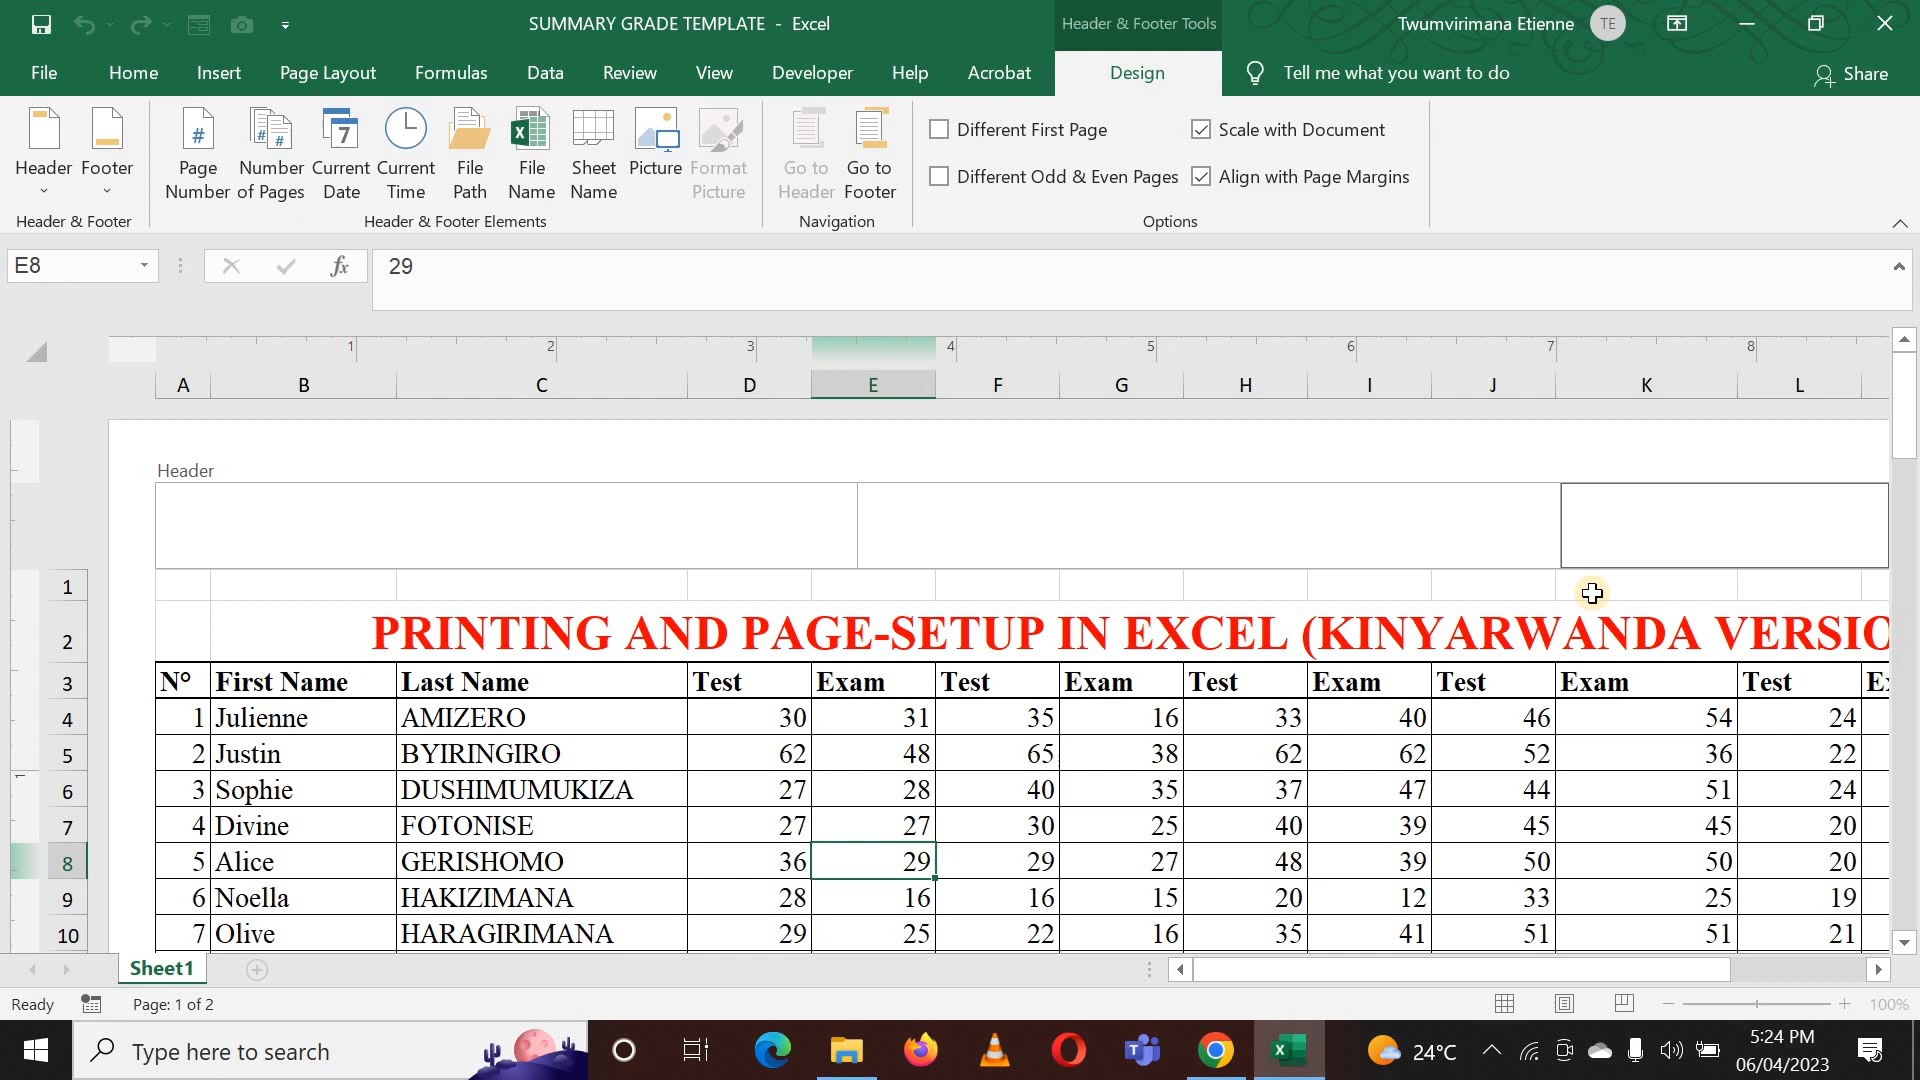 SUMMARY GRADE TEMPLATE - Excel
Header & Footer Tools
Twumvirimana Etienne TE
File Home Insert Page Layout Formulas Data Review View Developer Help Acrobat Design Tell me what you want to do Share
Header Footer
Header & Footer
Page Number
Number of Pages
Current Date
Current Time
File Path
File Name
Sheet Name
Picture
Format Picture
Header & Footer Elements
Go to Header
Go to Footer
Navigation
Different First Page
Scale with Document
Different Odd & Even Pages
Align with Page Margins
Options
E8 fx 29
1 2 3 4 5 6 7 8
A B C D E F G H I J K L
Header
1
2 PRINTING AND PAGE-SETUP IN EXCEL (KINYARWANDA VERSIO
3 N° First Name Last Name Test Exam Test Exam Test Exam Test Exam Test
4 1 Julienne AMIZERO 30 31 35 16 33 40 46 54 24
5 2 Justin BYIRINGIRO 62 48 65 38 62 62 52 36 22
6 3 Sophie DUSHIMUMUKIZA 27 28 40 35 37 47 44 51 24
7 4 Divine FOTONISE 27 27 30 25 40 39 45 45 20
8 5 Alice GERISHOMO 36 29 29 27 48 39 50 50 20
9 6 Noella HAKIZIMANA 28 16 16 15 20 12 33 25 19
10 7 Olive HARAGIRIMANA 29 25 22 16 35 41 51 51 21
Sheet1
Ready Page: 1 of 2 100%
Type here to search
24°C
5:24 PM
06/04/2023